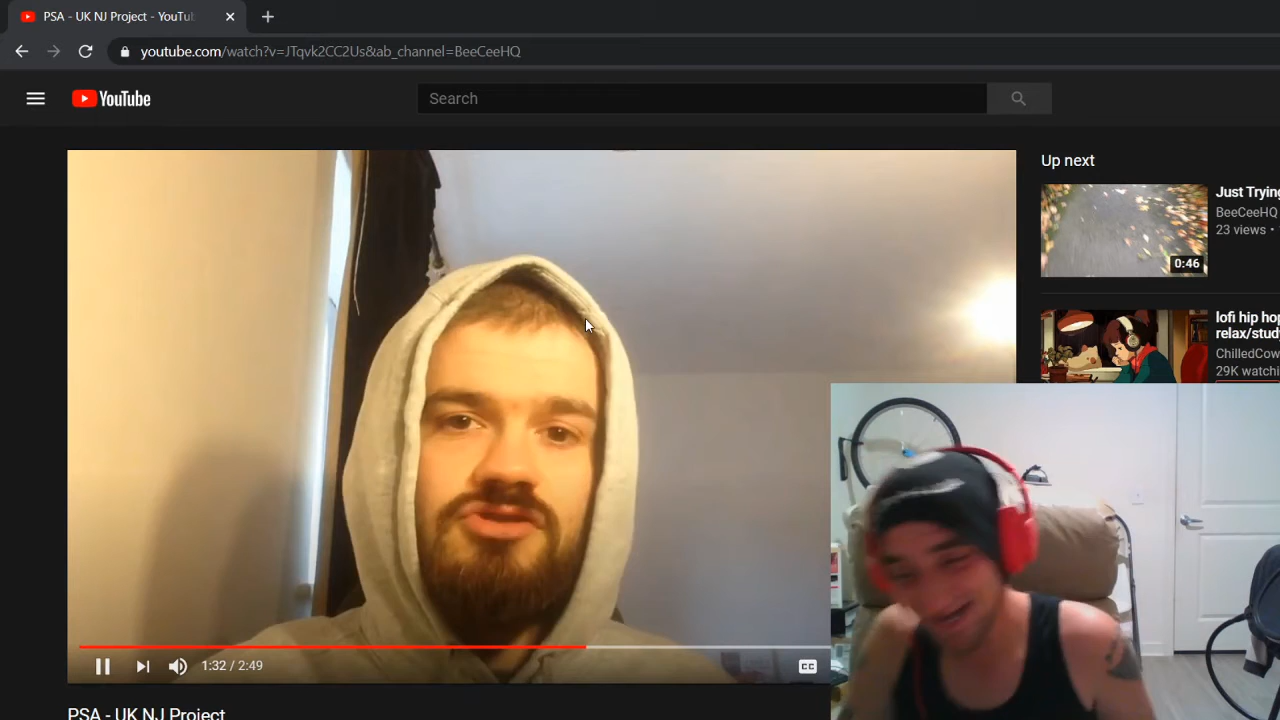 PSA - UK NJ Project - YouTu
youtube.com/watch?v=JTqvk2CC2Us&ab_channel=BeeCeeHQ
YouTube
Search
Up next
Just Trying
BeeCeeHQ
23 views •
0:46
lofi hip hop
relax/stud
ChilledCow
29K watchi
1:32 / 2:49
CC
PSA - UK NJ Project